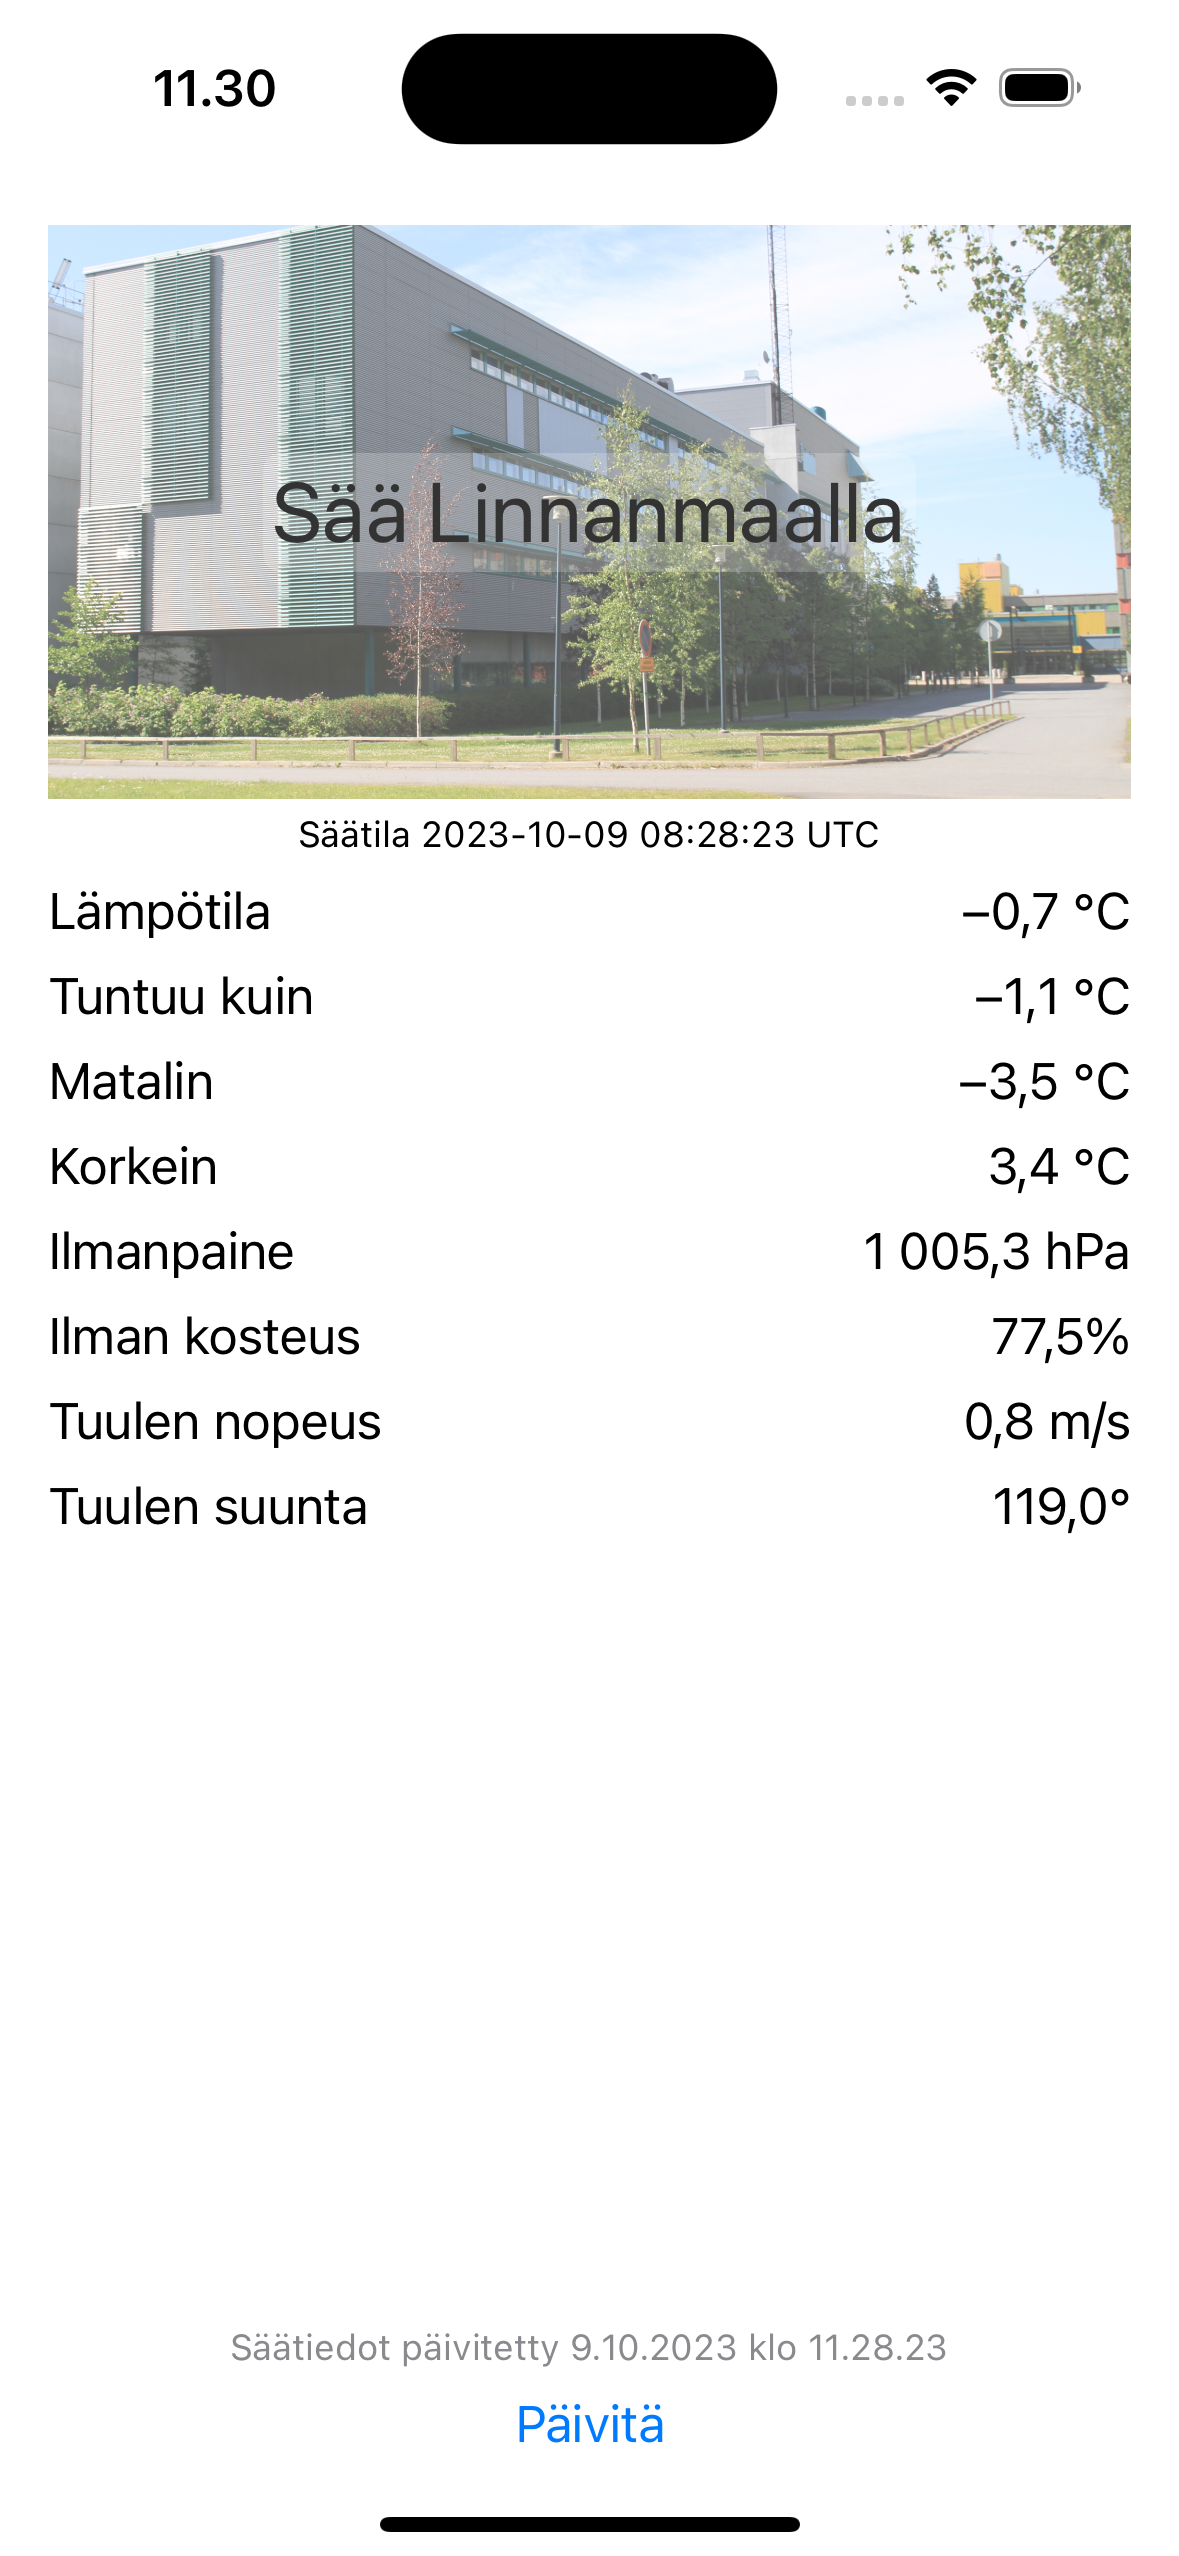 11.30
Sää Linnanmaalla
Säätila 2023-10-09 08:28:23 UTC
Lämpötila –0,7 °C
Tuntuu kuin –1,1 °C
Matalin –3,5 °C
Korkein 3,4 °C
Ilmanpaine 1 005,3 hPa
Ilman kosteus 77,5%
Tuulen nopeus 0,8 m/s
Tuulen suunta 119,0°
Säätiedot päivitetty 9.10.2023 klo 11.28.23
Päivitä